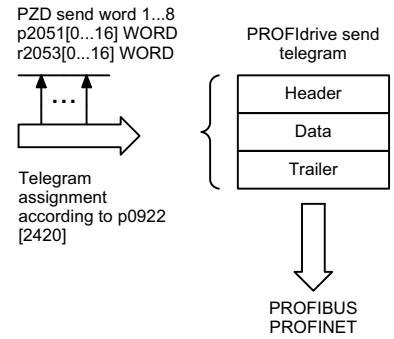 PZD send word 1...8
p2051[0...16] WORD
r2053[0...16] WORD
...
Telegram
assignment
according to p0922
[2420]
PROFIdrive send
telegram
Header
Data
Trailer
PROFIBUS
PROFINET